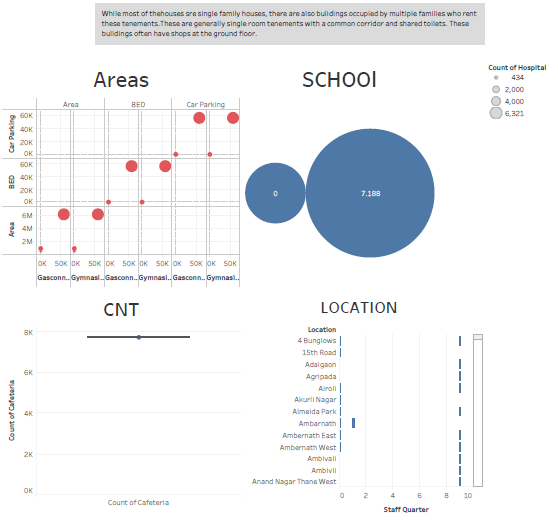 While most of thehouses sre single family houses, there are also buildings occupied by multiple families who rent
these tenements.These are generally single room tenements with a common corridor and shared toilets. These
buildings often have shops at the ground floor.
Areas
SCHOOl
Count of Hospital
434
2,000
4,000
6,321
Area BED Car Parking
Car Parking
60K
40K
20K
0K
BED
60K
40K
20K
0K
Area
6M
4M
2M
0K 50K 0K 50K 0K 50K 0K 50K 0K 50K 0K 50K
Gasconn.. Gymnasi.. Gasconn.. Gymnasi.. Gasconn.. Gymnasi..
0
7,188
CNT
Count of Cafeteria
8K
6K
4K
2K
0K
Count of Cafeteria
LOCATION
Location
4 Bunglows
15th Road
Adaigaon
Agripada
Airoli
Akurli Nagar
Almeida Park
Ambarnath
Ambernath East
Ambernath West
Ambivali
Ambivli
Anand Nagar Thane West
0 2 4 6 8 10
Staff Quarter